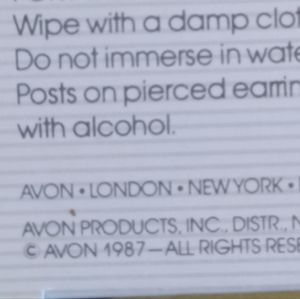 Wipe with a damp clot
Do not immerse in wate
Posts on pierced earrin
with alcohol.
AVON • LONDON • NEW YORK •
AVON PRODUCTS, INC., DISTR., N
© AVON 1987—ALL RIGHTS RESE